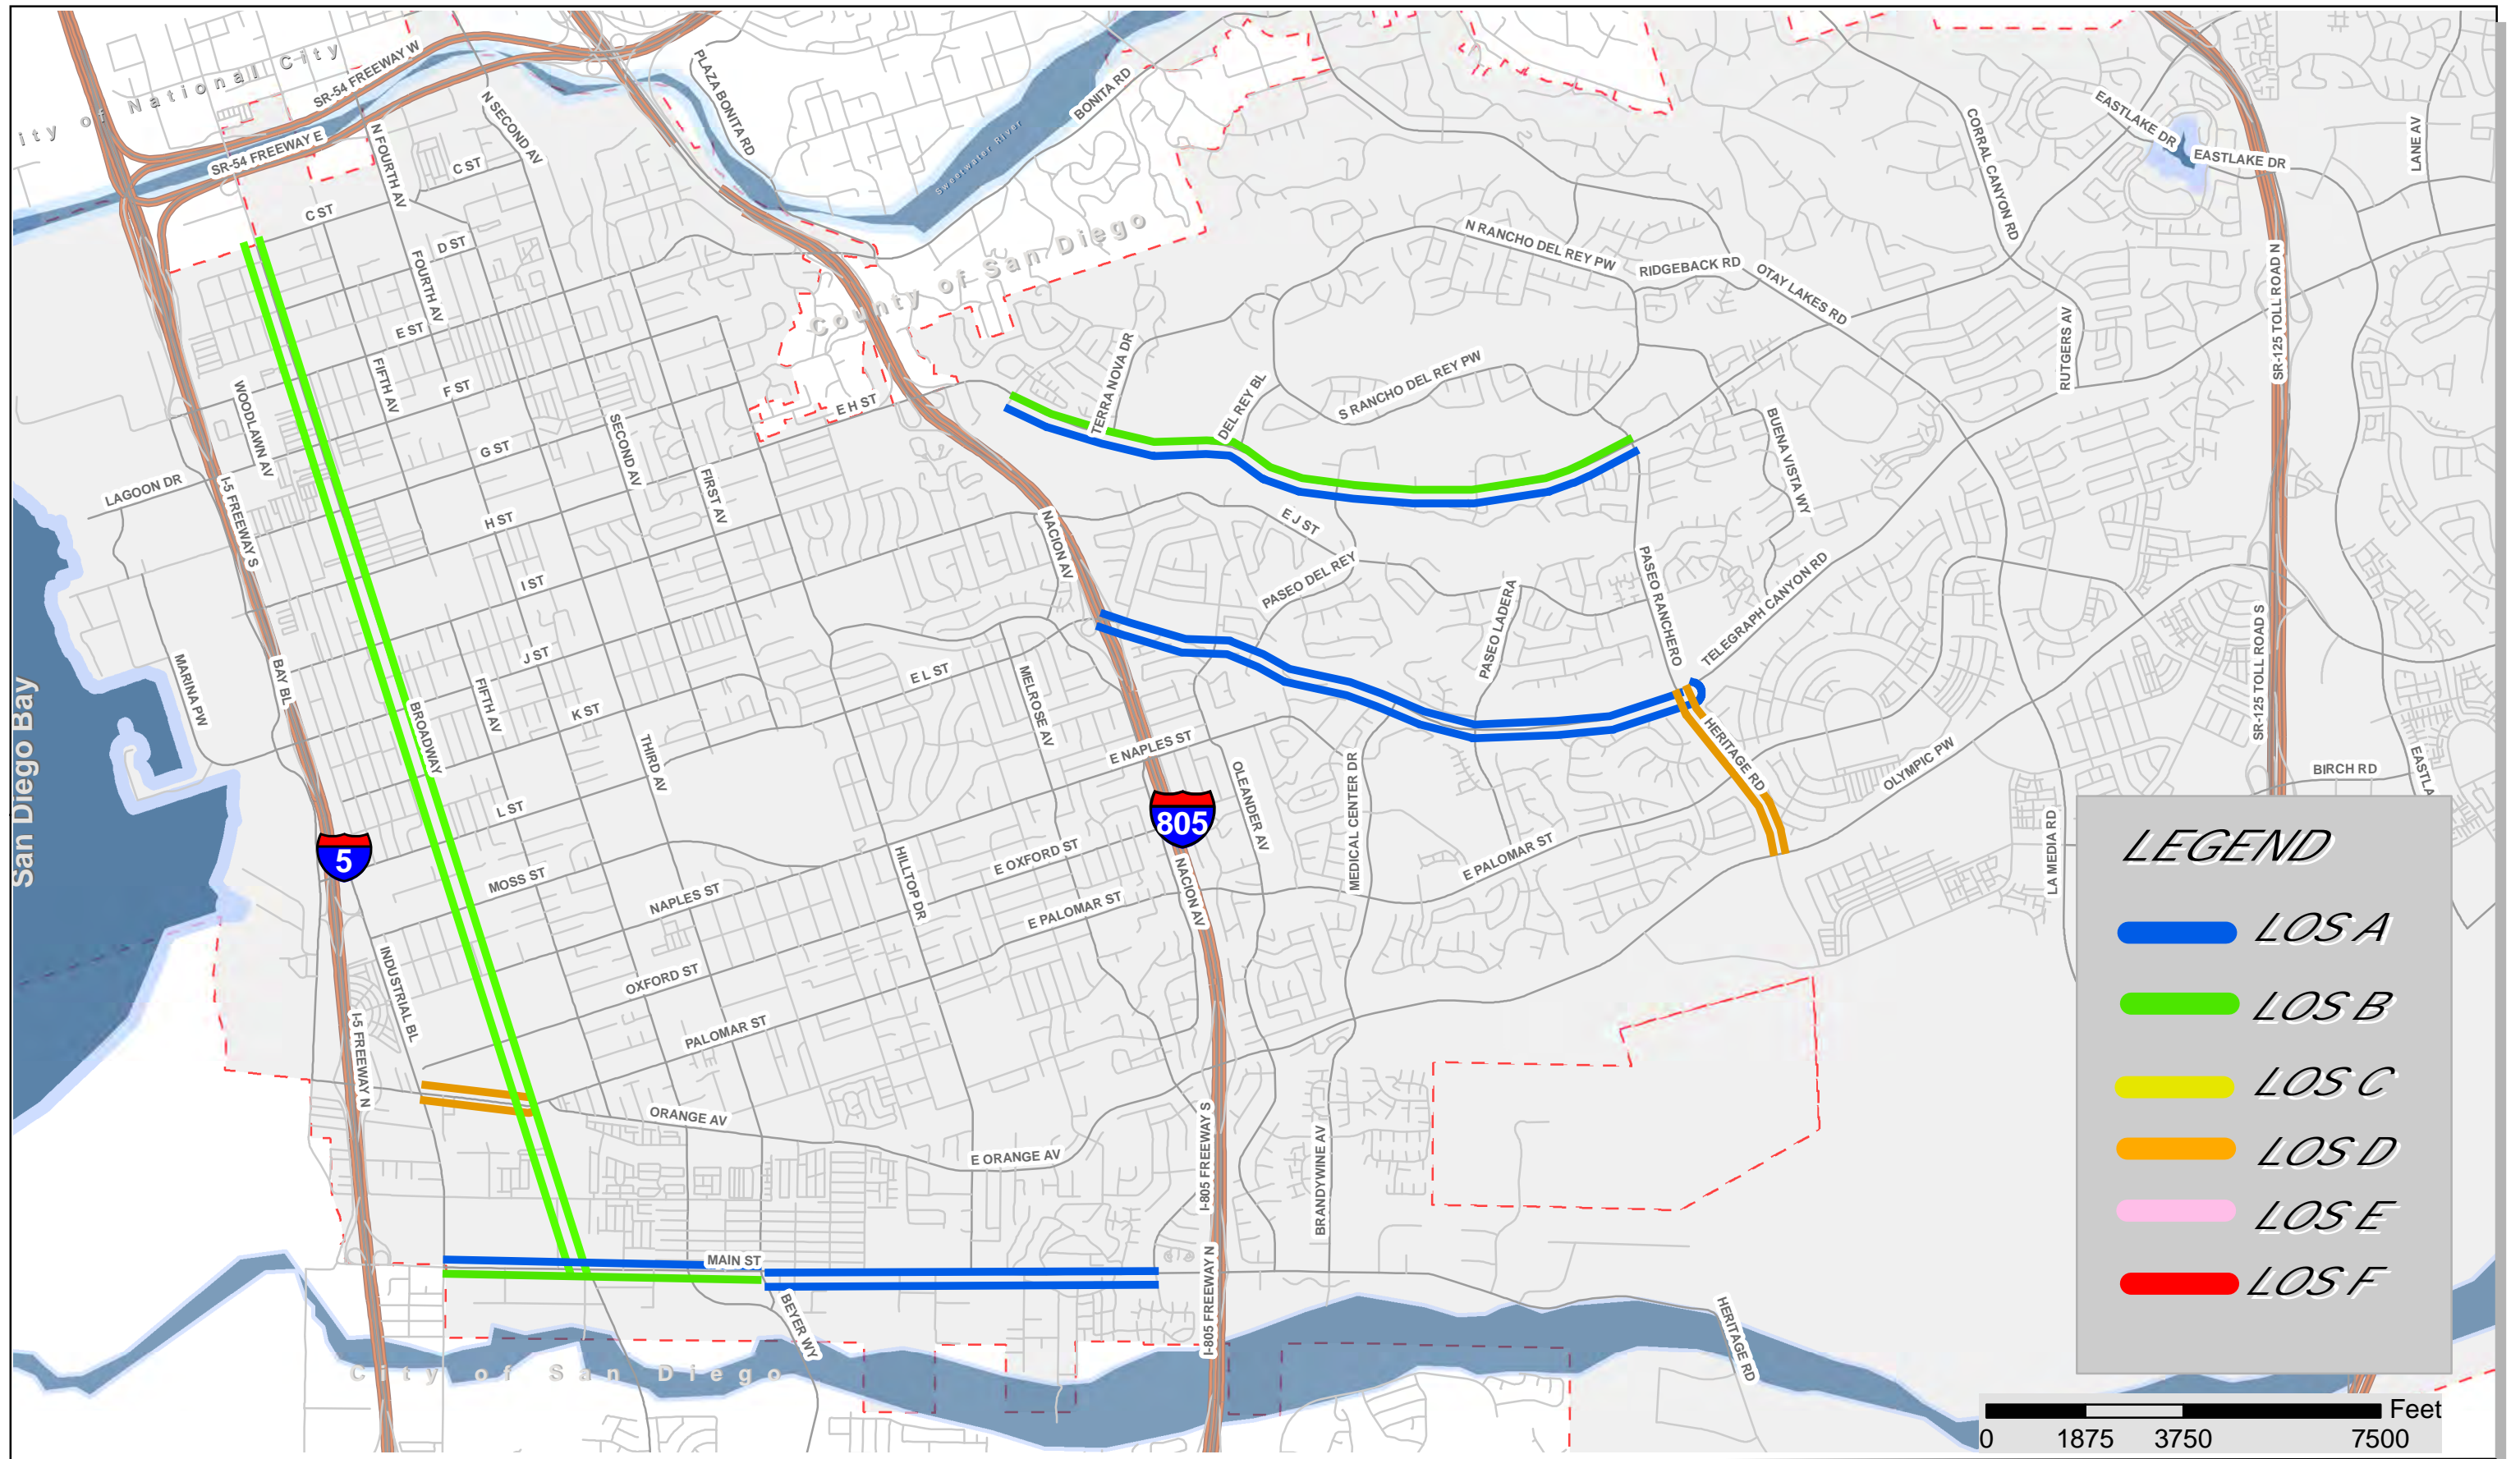 ity of National City
SR-54 FREEWAY W
SR-54 FREEWAY E
N SECOND AV
N FOURTH AV
PLAZA BONITA RD
BONITA RD
Sweetwater River
C ST
C ST
D ST
FOURTH AV
E ST
FIFTH AV
F ST
WOODLAWN AV
G ST
SECOND AV
FIRST AV
E H ST
H ST
I ST
J ST
K ST
L ST
LAGOON DR
I-5 FREEWAY S
MARINA PW
BAY BL
BROADWAY
FIFTH AV
THIRD AV
San Diego Bay
5
County of San Diego
TERRA NOVA DR
DEL REY BL
S RANCHO DEL REY PW
N RANCHO DEL REY PW
RIDGEBACK RD
OTAY LAKES RD
CORRAL CANYON RD
EASTLAKE DR
EASTLAKE DR
LANE AV
SR-125 TOLL ROAD N
RUTGERS AV
BUENA VISTA WY
E J ST
PASEO DEL REY
PASEO LADERA
PASEO RANCHERO
TELEGRAPH CANYON RD
NACION AV
E L ST
MELROSE AV
E NAPLES ST
805
OLEANDER AV
MEDICAL CENTER DR
HERITAGE RD
OLYMPIC PW
SR-125 TOLL ROAD S
BIRCH RD
EASTLA
LA MEDIA RD
E PALOMAR ST
E OXFORD ST
E PALOMAR ST
HILLTOP DR
NACION AV
MOSS ST
NAPLES ST
OXFORD ST
PALOMAR ST
INDUSTRIAL BL
I-5 FREEWAY N
ORANGE AV
E ORANGE AV
I-805 FREEWAY S
BRANDYWINE AV
MAIN ST
I-805 FREEWAY N
BEYER WY
HERITAGE RD
City of San Diego
LEGEND
LOS A
LOS B
LOS C
LOS D
LOS E
LOS F
Feet
0 1875 3750 7500